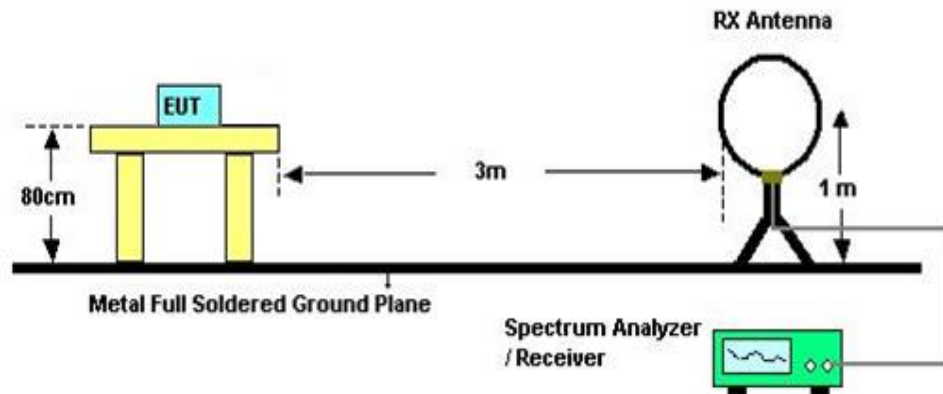 RX Antenna
EUT
80cm
3m
1 m
Metal Full Soldered Ground Plane
Spectrum Analyzer
/ Receiver